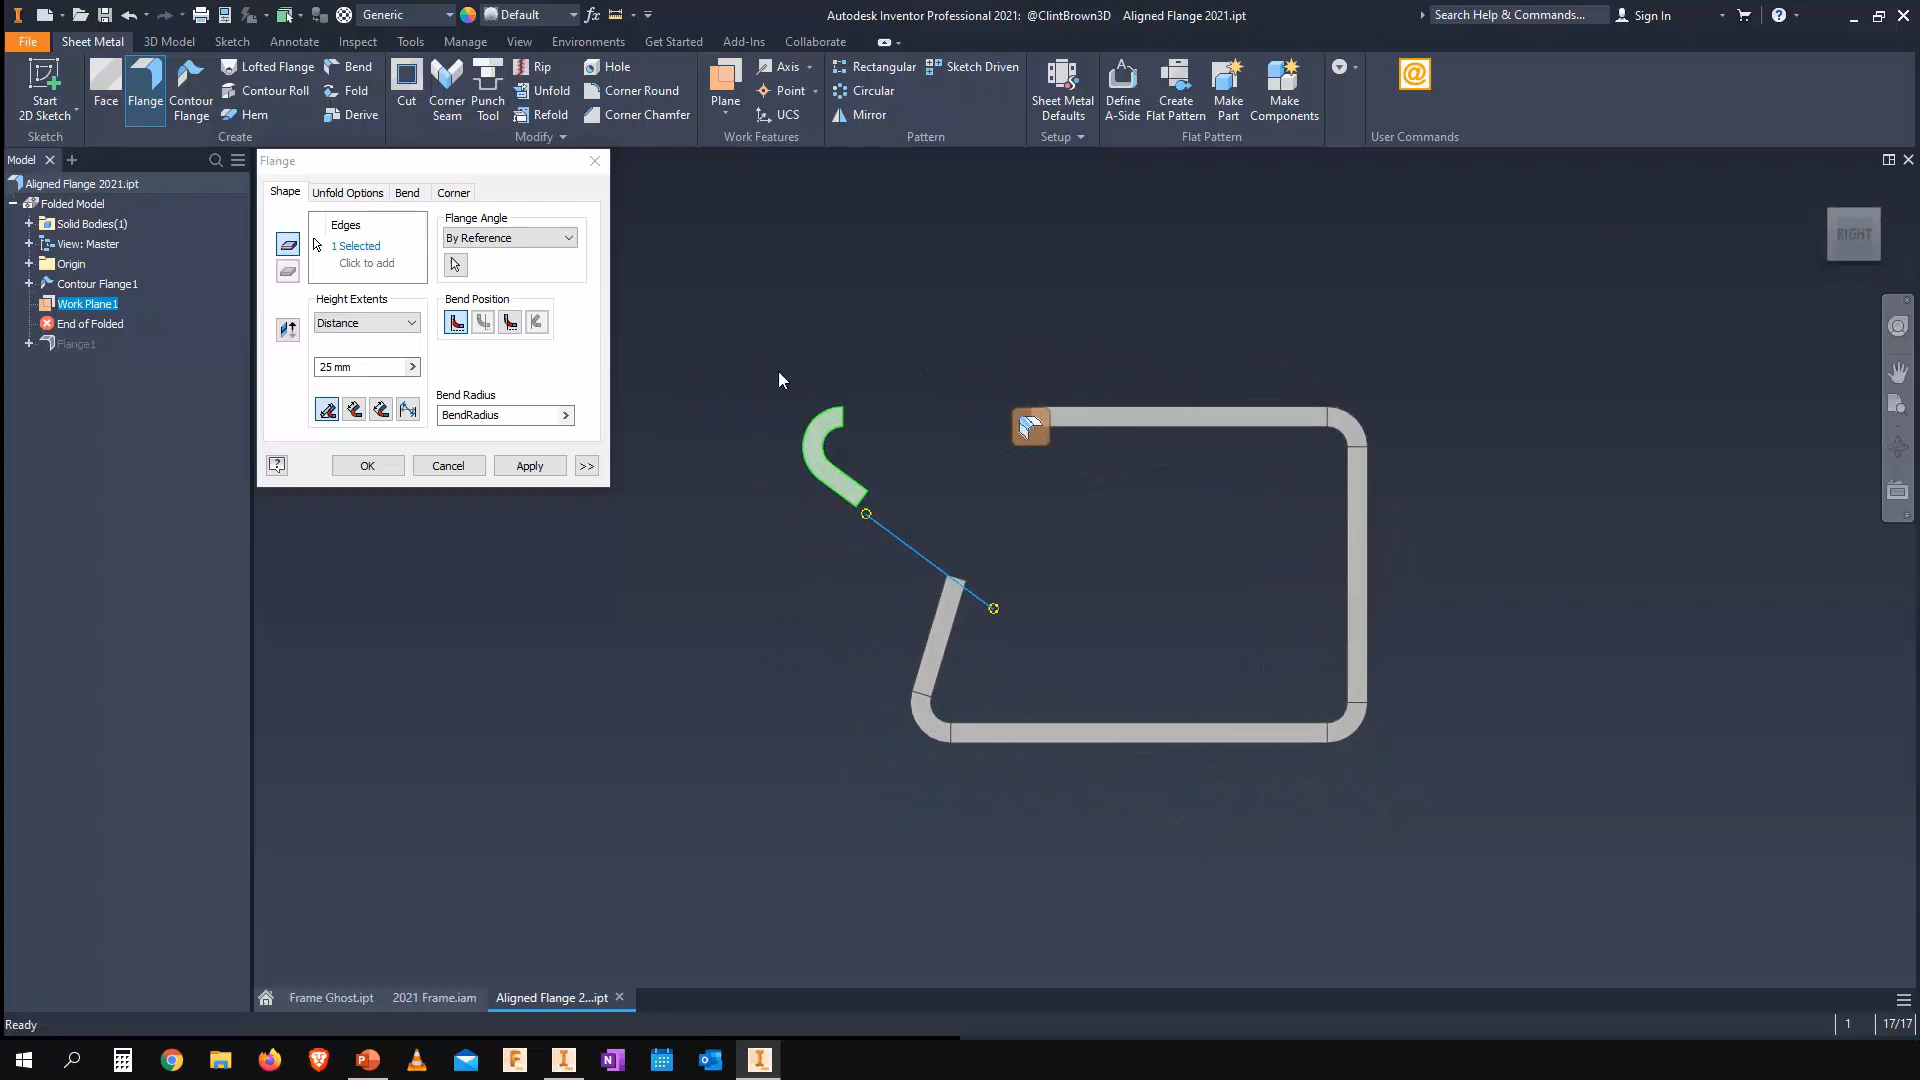 Generic
Default
Autodesk Inventor Professional 2021: @ClintBrown3D Aligned Flange 2021.ipt
Search Help & Commands...
Sign In
File
Sheet Metal
3D Model
Sketch
Annotate
Inspect
Tools
Manage
View
Environments
Get Started
Add-Ins
Collaborate
Start
2D Sketch
Face
Flange
Contour
Flange
Lofted Flange
Contour Roll
Hem
Bend
Fold
Derive
Cut
Corner
Seam
Punch
Tool
Rip
Unfold
Refold
Hole
Corner Round
Corner Chamfer
Plane
Axis
Point
UCS
Rectangular
Circular
Mirror
Sketch Driven
Sheet Metal
Defaults
Define
A-Side
Create
Flat Pattern
Make
Part
Make
Components
Sketch
Create
Modify
Work Features
Pattern
Setup
Flat Pattern
User Commands
Model
Aligned Flange 2021.ipt
Folded Model
Solid Bodies(1)
View: Master
Origin
Contour Flange1
Work Plane1
End of Folded
Flange1
Flange
Shape
Unfold Options
Bend
Corner
Edges
1 Selected
Click to add
Flange Angle
By Reference
Height Extents
Distance
25 mm
Bend Position
Bend Radius
BendRadius
OK
Cancel
Apply
>>
RIGHT
Frame Ghost.ipt
2021 Frame.iam
Aligned Flange 2...ipt
Ready
1
17/17